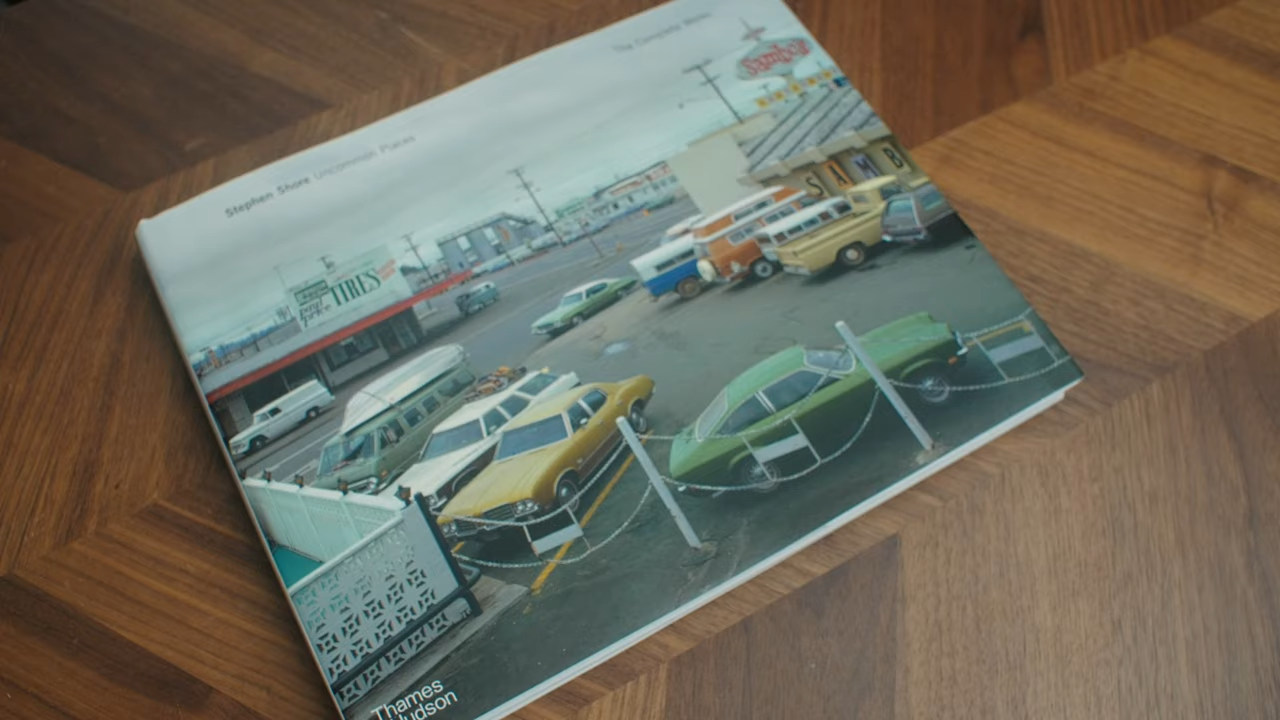 The Complete Works
Stephen Shore Uncommon Places
Sambo's
SAMB
TIRES
Thames
Hudson